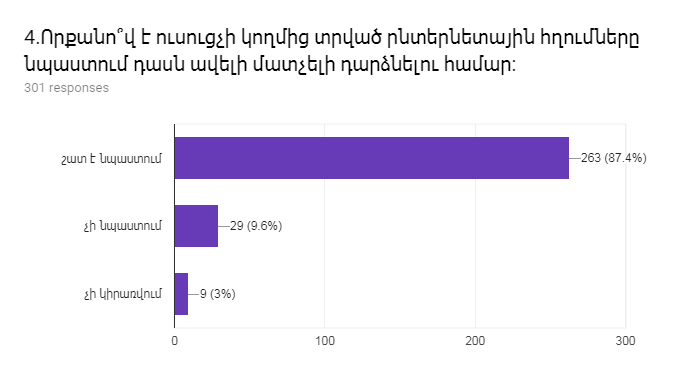 4.Որքանո՞վ է ուսուցչի կողմից տրված ընտերնետային հղումները
նպաստում դասն ավելի մատչելի դարձնելու համար:
301 responses
շատ է նպաստում
263 (87.4%)
չի նպաստում
29 (9.6%)
չի կիրառվում
9 (3%)
0 100 200 300